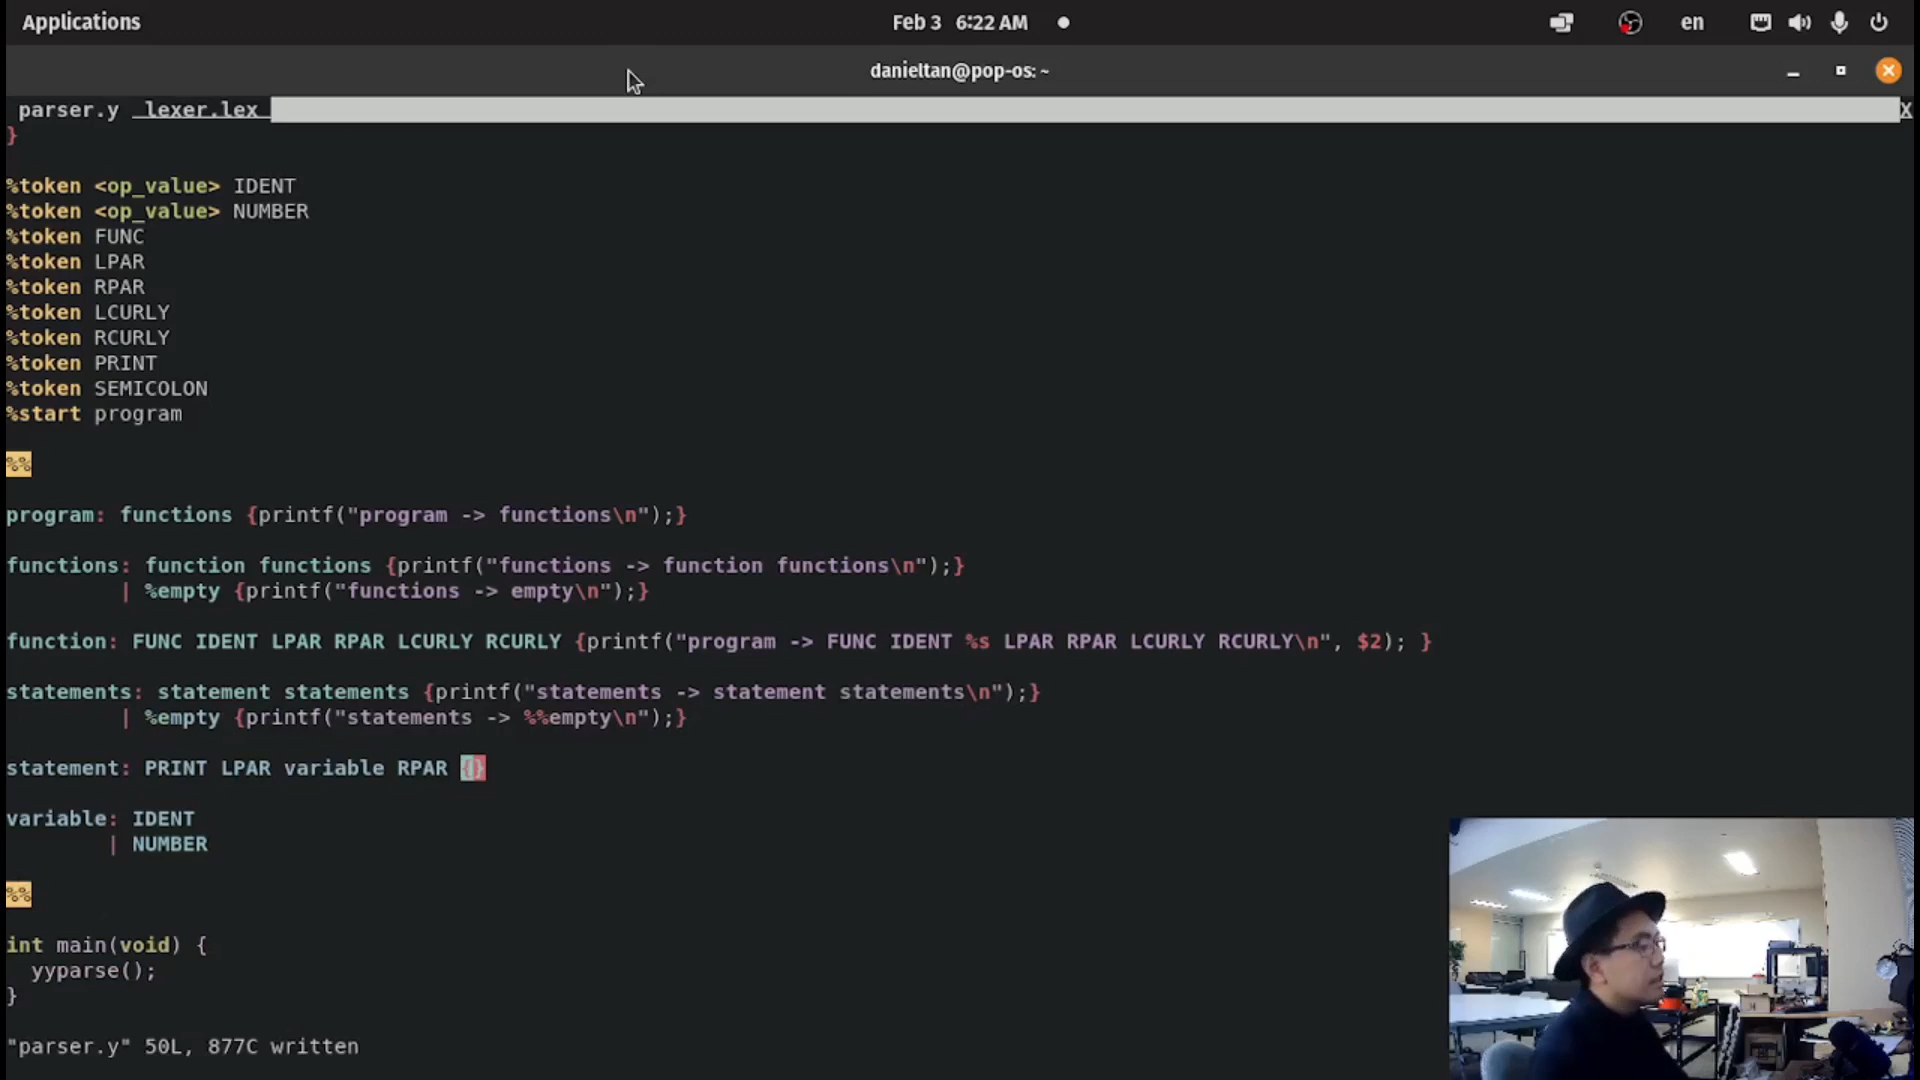 Applications
Feb 3 6:22 AM
en
danieltan@pop-os: ~
parser.y lexer.lex X
}
%token <op_value> IDENT
%token <op_value> NUMBER
%token FUNC
%token LPAR
%token RPAR
%token LCURLY
%token RCURLY
%token PRINT
%token SEMICOLON
%start program
%%
program: functions {printf("program -> functions\n");}
functions: function functions {printf("functions -> function functions\n");}
| %empty {printf("functions -> empty\n");}
function: FUNC IDENT LPAR RPAR LCURLY RCURLY {printf("program -> FUNC IDENT %s LPAR RPAR LCURLY RCURLY\n", $2); }
statements: statement statements {printf("statements -> statement statements\n");}
| %empty {printf("statements -> %%empty\n");}
statement: PRINT LPAR variable RPAR {}
variable: IDENT
| NUMBER
%%
int main(void) {
yyparse();
}
"parser.y" 50L, 877C written